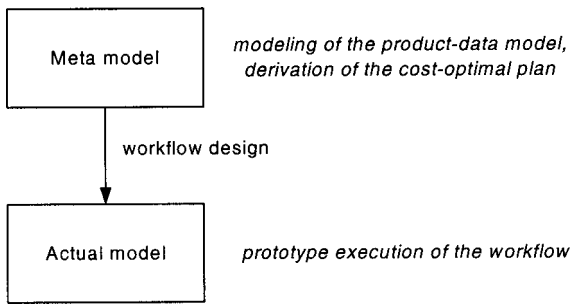 Meta model
modeling of the product-data model,
derivation of the cost-optimal plan
workflow design
Actual model
prototype execution of the workflow